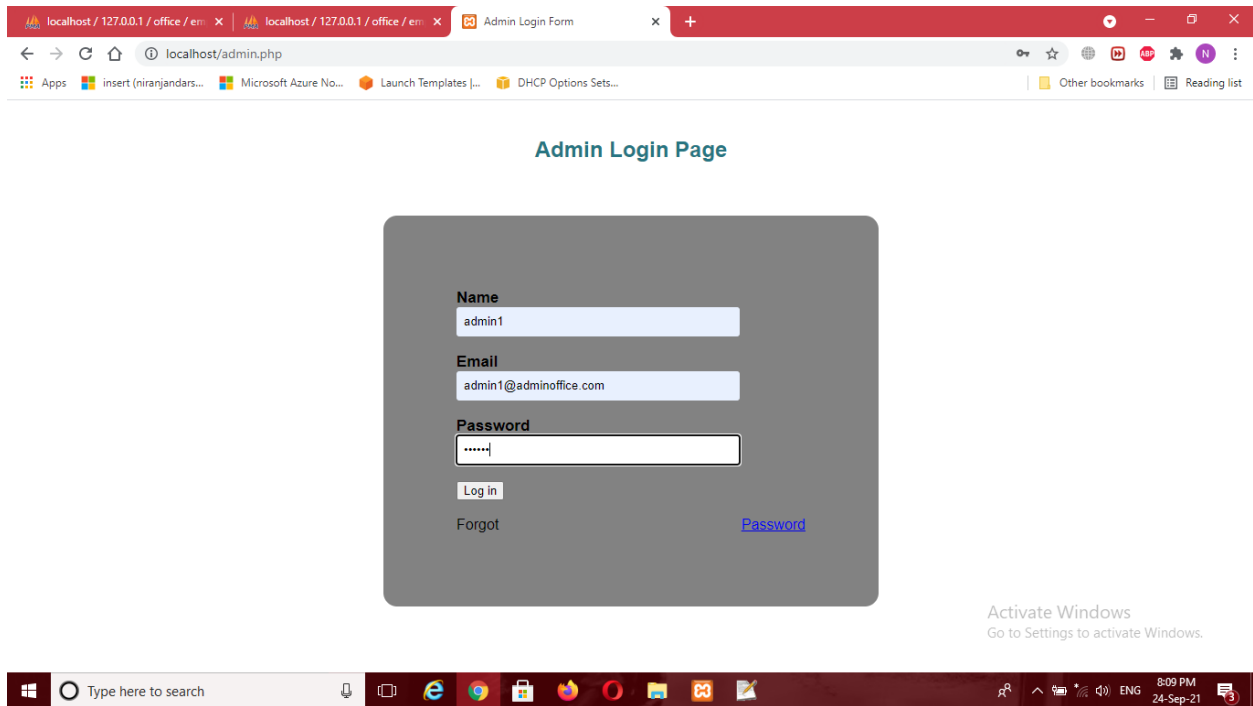 localhost / 127.0.0.1 / office / em
localhost / 127.0.0.1 / office / em
Admin Login Form
localhost/admin.php
ABP
N
Apps
insert (niranjandars...
Microsoft Azure No...
Launch Templates |...
DHCP Options Sets...
Other bookmarks
Reading list
Admin Login Page
Name
admin1
Email
admin1@adminoffice.com
Password
••••••
Log in
Forgot Password
Activate Windows
Go to Settings to activate Windows.
Type here to search
ENG
8:09 PM
24-Sep-21
3